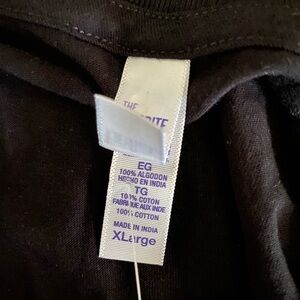 THE
EG
100% ALGODON
HECHO EN INDIA
TG
100% COTON
FABRIQUE AUX INDE
100% COTTON
MADE IN INDIA
XLarge